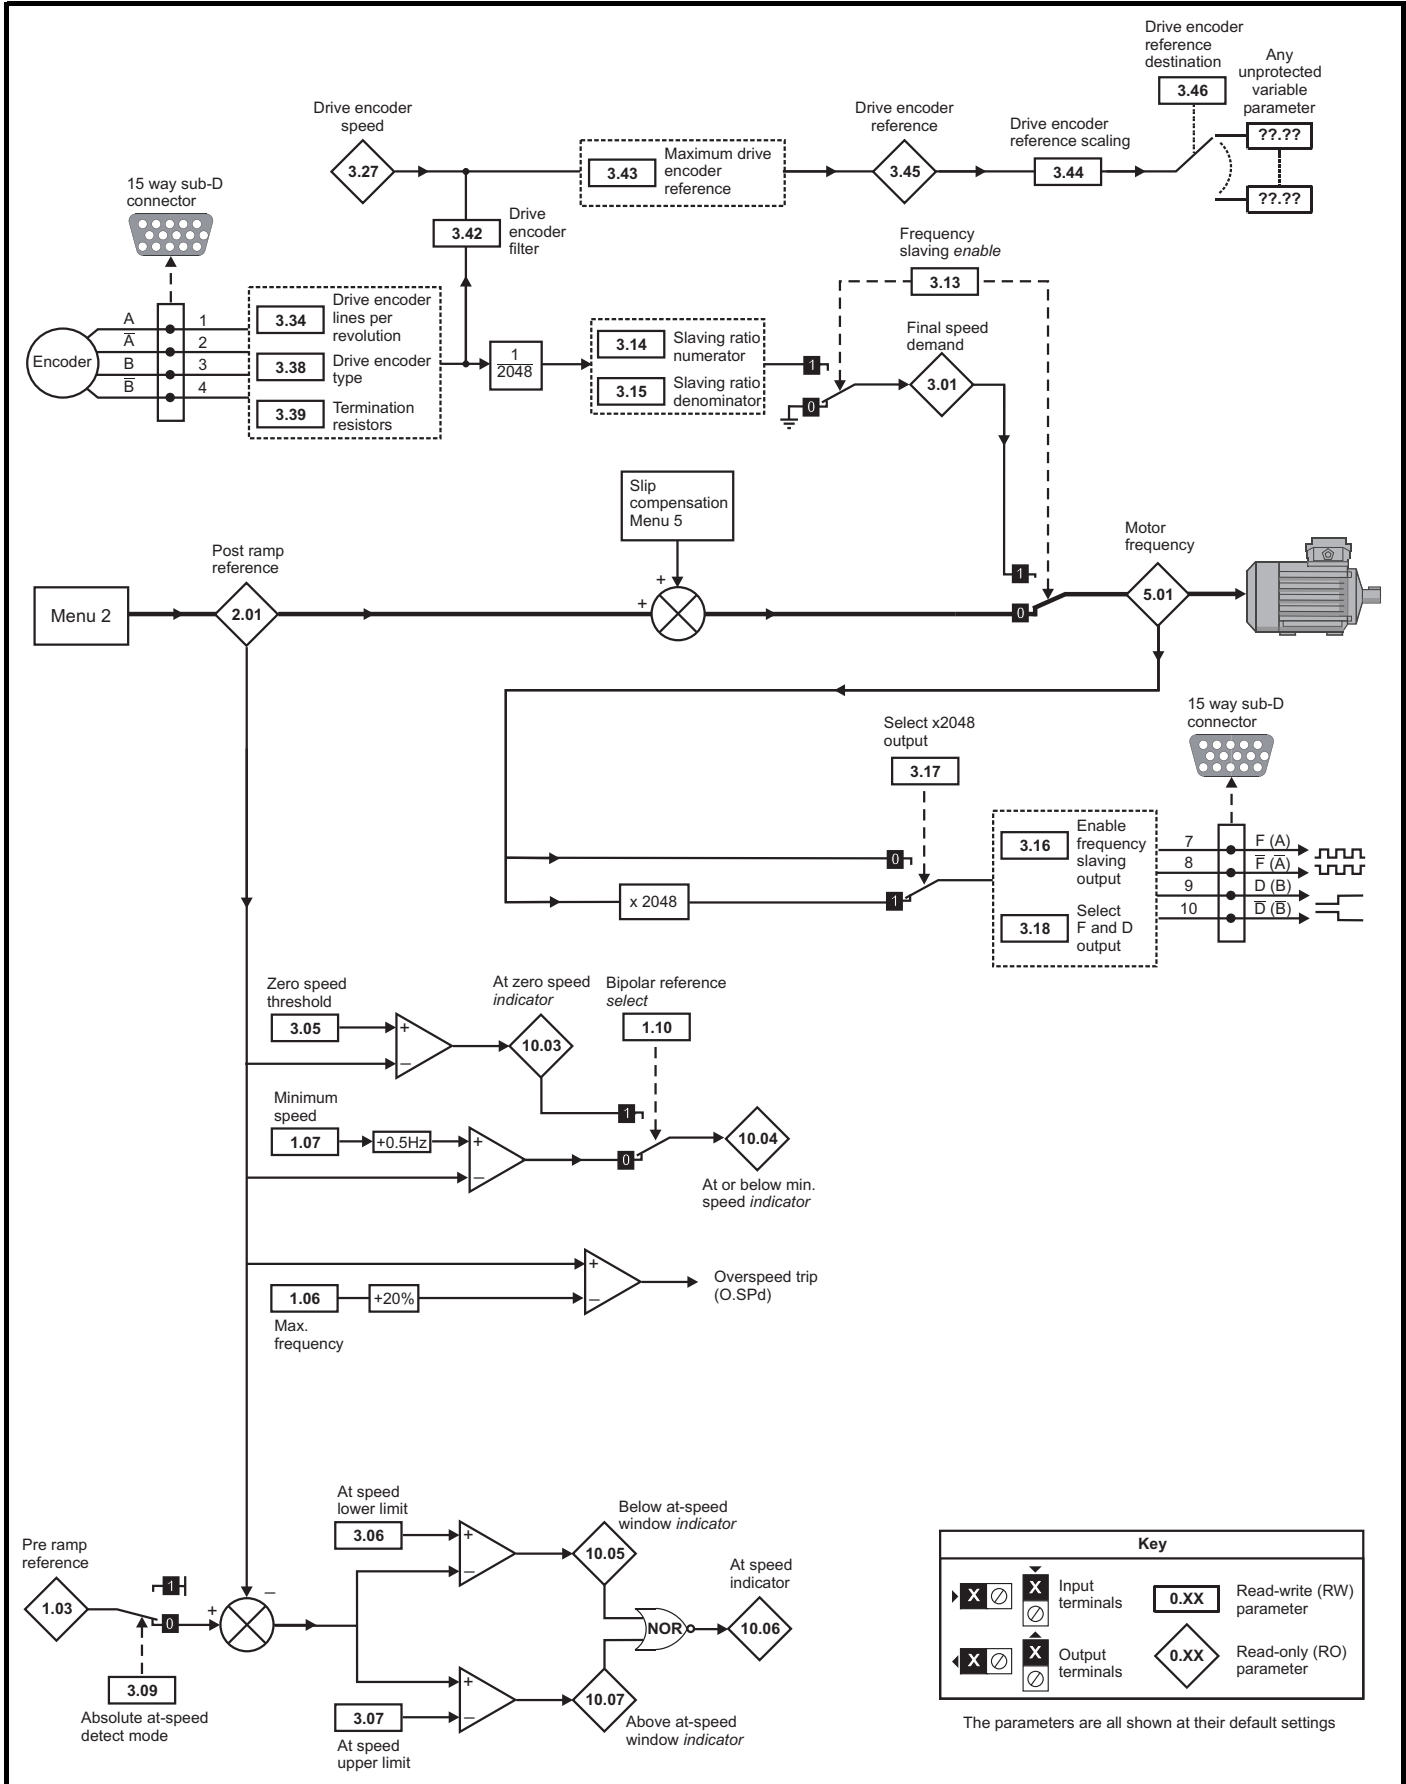 Drive encoder
reference
destination
3.46
Any
unprotected
variable
parameter
??.??
??.??
Drive encoder
speed
3.27
3.43
Maximum drive
encoder
reference
Drive encoder
reference
3.45
Drive encoder
reference scaling
3.44
15 way sub-D
connector
3.42
Drive
encoder
filter
Encoder
A
A̅
B
B̅
1
2
3
4
3.34
Drive encoder
lines per
revolution
3.38
Drive encoder
type
3.39
Termination
resistors
1
2048
3.14
Slaving ratio
numerator
3.15
Slaving ratio
denominator
Frequency
slaving enable
3.13
1
0
Final speed
demand
3.01
Slip
compensation
Menu 5
Menu 2
Post ramp
reference
2.01
+
+
1
0
Motor
frequency
5.01
Select x2048
output
3.17
0
x 2048
1
3.16
Enable
frequency
slaving
output
3.18
Select
F and D
output
15 way sub-D
connector
7
F (A)
8
F̅ (A̅)
9
D (B)
10
D̅ (B̅)
Zero speed
threshold
3.05
+
–
At zero speed
indicator
10.03
Bipolar reference
select
1.10
Minimum
speed
1.07
+0.5Hz
+
–
1
0
10.04
At or below min.
speed indicator
1.06
+20%
Max.
frequency
+
–
Overspeed trip
(O.SPd)
Pre ramp
reference
1.03
1
0
3.09
Absolute at-speed
detect mode
+
–
At speed
lower limit
3.06
+
–
Below at-speed
window indicator
10.05
NOR
At speed
indicator
10.06
3.07
At speed
upper limit
+
–
10.07
Above at-speed
window indicator
Key
X
X
Input
terminals
0.XX
Read-write (RW)
parameter
X
X
Output
terminals
0.XX
Read-only (RO)
parameter
The parameters are all shown at their default settings